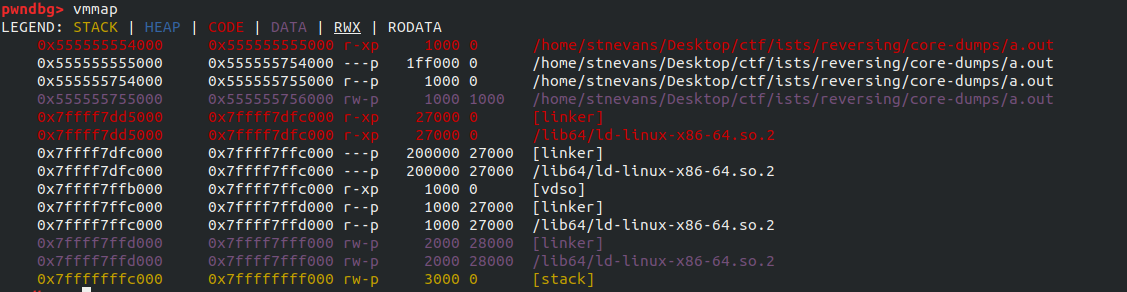 pwndbg> vmmap
LEGEND: STACK | HEAP | CODE | DATA | RWX | RODATA
0x555555554000 0x555555555000 r-xp 1000 0 /home/stnevans/Desktop/ctf/ists/reversing/core-dumps/a.out
0x555555555000 0x555555754000 ---p 1ff000 0 /home/stnevans/Desktop/ctf/ists/reversing/core-dumps/a.out
0x555555754000 0x555555755000 r--p 1000 0 /home/stnevans/Desktop/ctf/ists/reversing/core-dumps/a.out
0x555555755000 0x555555756000 rw-p 1000 1000 /home/stnevans/Desktop/ctf/ists/reversing/core-dumps/a.out
0x7ffff7dd5000 0x7ffff7dfc000 r-xp 27000 0 [linker]
0x7ffff7dd5000 0x7ffff7dfc000 r-xp 27000 0 /lib64/ld-linux-x86-64.so.2
0x7ffff7dfc000 0x7ffff7ffc000 ---p 200000 27000 [linker]
0x7ffff7dfc000 0x7ffff7ffc000 ---p 200000 27000 /lib64/ld-linux-x86-64.so.2
0x7ffff7ffb000 0x7ffff7ffc000 r-xp 1000 0 [vdso]
0x7ffff7ffc000 0x7ffff7ffd000 r--p 1000 27000 [linker]
0x7ffff7ffc000 0x7ffff7ffd000 r--p 1000 27000 /lib64/ld-linux-x86-64.so.2
0x7ffff7ffd000 0x7ffff7fff000 rw-p 2000 28000 [linker]
0x7ffff7ffd000 0x7ffff7fff000 rw-p 2000 28000 /lib64/ld-linux-x86-64.so.2
0x7fffffffc000 0x7ffffffff000 rw-p 3000 0 [stack]